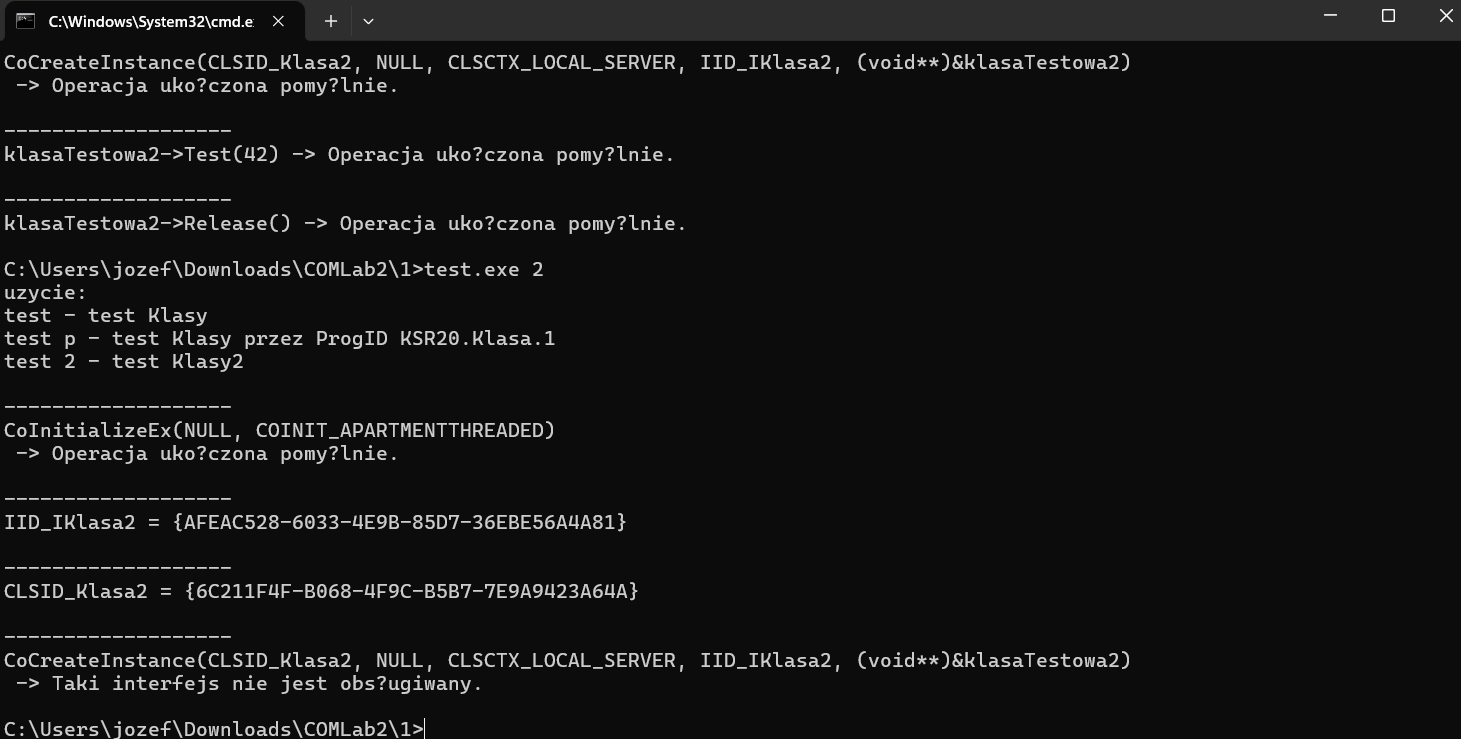 C:\Windows\System32\cmd.e
CoCreateInstance(CLSID_Klasa2, NULL, CLSCTX_LOCAL_SERVER, IID_IKlasa2, (void**)&klasaTestowa2)
-> Operacja uko?czona pomy?lnie.
-------------------
klasaTestowa2->Test(42) -> Operacja uko?czona pomy?lnie.
-------------------
klasaTestowa2->Release() -> Operacja uko?czona pomy?lnie.
C:\Users\jozef\Downloads\COMLab2\1>test.exe 2
uzycie:
test - test Klasy
test p - test Klasy przez ProgID KSR20.Klasa.1
test 2 - test Klasy2
-------------------
CoInitializeEx(NULL, COINIT_APARTMENTTHREADED)
-> Operacja uko?czona pomy?lnie.
-------------------
IID_IKlasa2 = {AFEAC528-6033-4E9B-85D7-36EBE56A4A81}
-------------------
CLSID_Klasa2 = {6C211F4F-B068-4F9C-B5B7-7E9A9423A64A}
-------------------
CoCreateInstance(CLSID_Klasa2, NULL, CLSCTX_LOCAL_SERVER, IID_IKlasa2, (void**)&klasaTestowa2)
-> Taki interfejs nie jest obs?ugiwany.
C:\Users\jozef\Downloads\COMLab2\1>